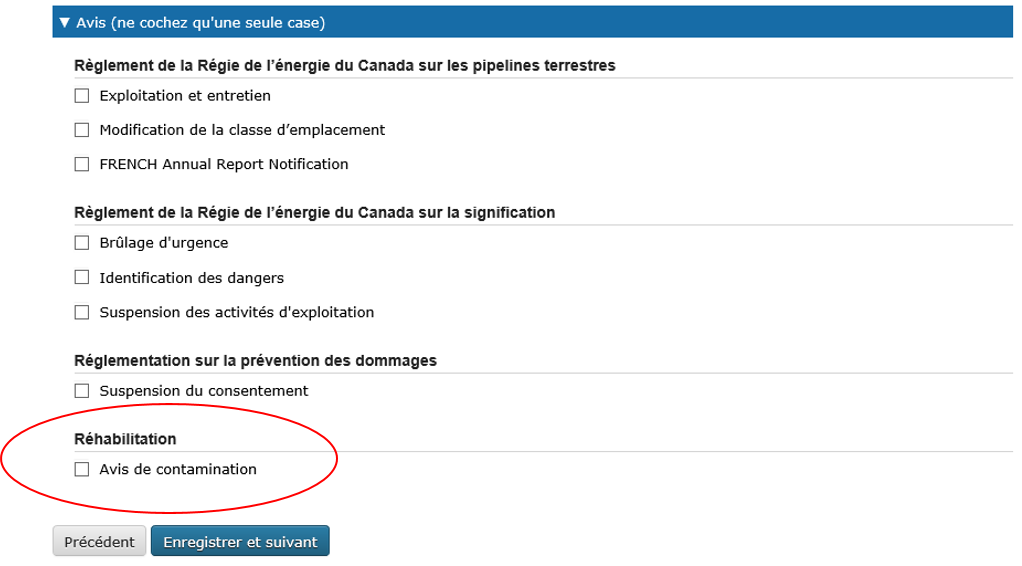 ▼ Avis (ne cochez qu'une seule case)
Règlement de la Régie de l’énergie du Canada sur les pipelines terrestres
Exploitation et entretien
Modification de la classe d’emplacement
FRENCH Annual Report Notification
Règlement de la Régie de l’énergie du Canada sur la signification
Brûlage d'urgence
Identification des dangers
Suspension des activités d'exploitation
Réglementation sur la prévention des dommages
Suspension du consentement
Réhabilitation
Avis de contamination
Précédent
Enregistrer et suivant